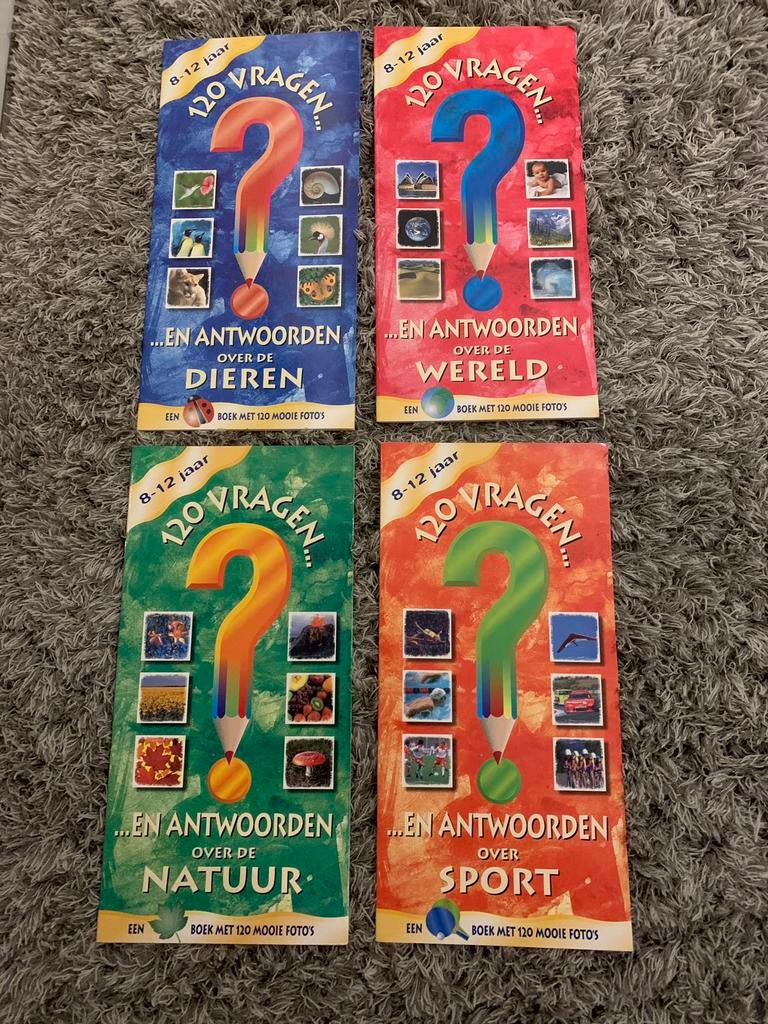 8-12 jaar
120 VRAGEN...
...EN ANTWOORDEN
OVER DE
DIEREN
EEN BOEK MET 120 MOOIE FOTO'S
8-12 jaar
120 VRAGEN...
...EN ANTWOORDEN
OVER DE
WERELD
EEN BOEK MET 120 MOOIE FOTO'S
8-12 jaar
120 VRAGEN...
...EN ANTWOORDEN
OVER DE
NATUUR
EEN BOEK MET 120 MOOIE FOTO'S
8-12 jaar
120 VRAGEN...
...EN ANTWOORDEN
OVER
SPORT
EEN BOEK MET 120 MOOIE FOTO'S